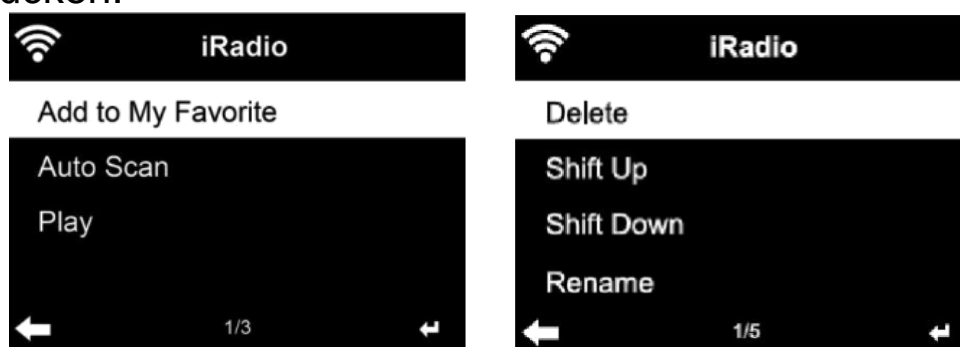 iRadio
Add to My Favorite
Auto Scan
Play
1/3
iRadio
Delete
Shift Up
Shift Down
Rename
1/5